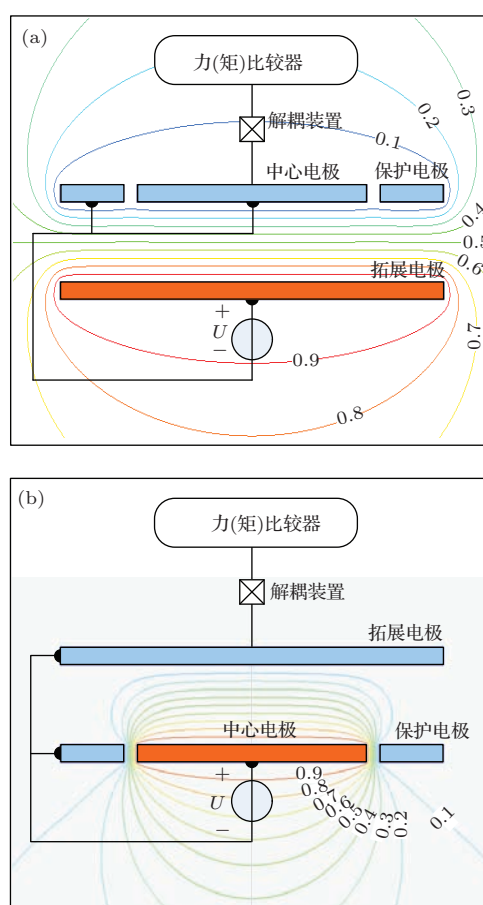 (a)
力(矩)比较器
0.3
0.2
解耦装置
0.1
中心电极
保护电极
0.4
0.5
0.6
拓展电极
+
U
−
0.7
0.9
0.8
(b)
力(矩)比较器
解耦装置
拓展电极
中心电极
保护电极
+
U
−
0.9
0.8
0.7
0.6
0.5
0.4
0.3
0.2
0.1